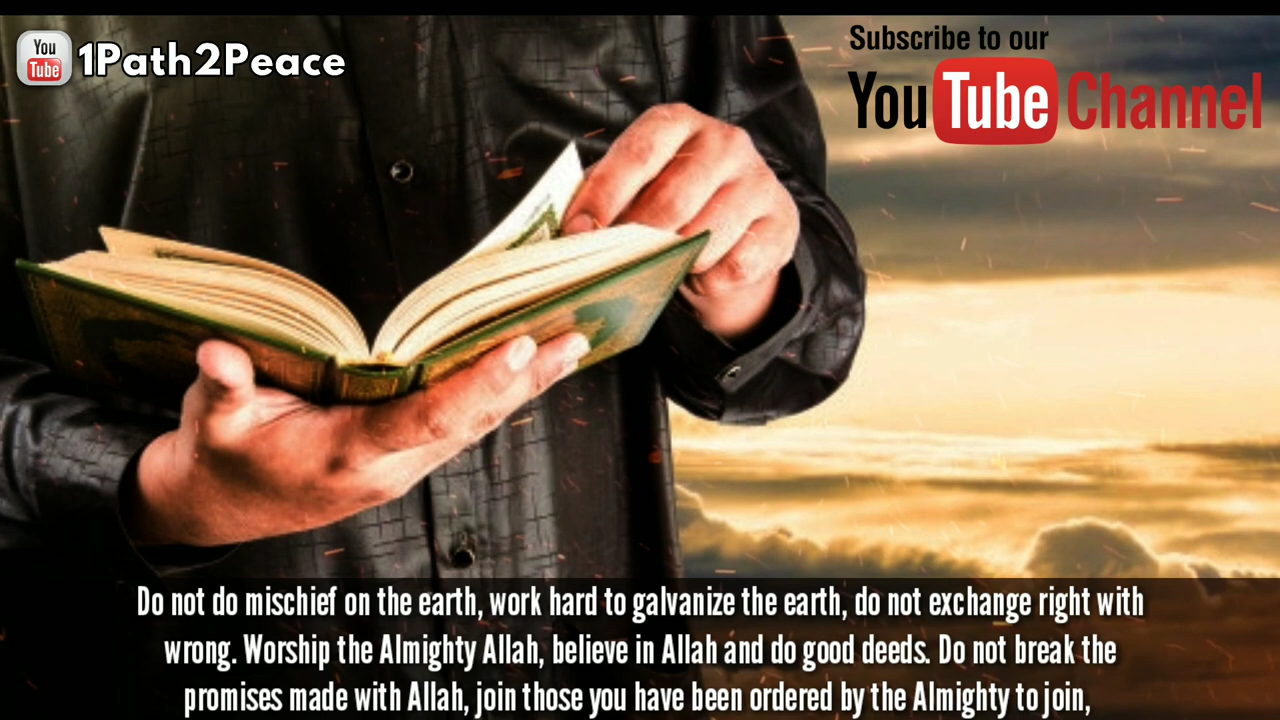 You
Tube
1Path2Peace
Subscribe to our
YouTube Channel
Do not do mischief on the earth, work hard to galvanize the earth, do not exchange right with
wrong. Worship the Almighty Allah, believe in Allah and do good deeds. Do not break the
promises made with Allah, join those you have been ordered by the Almighty to join,